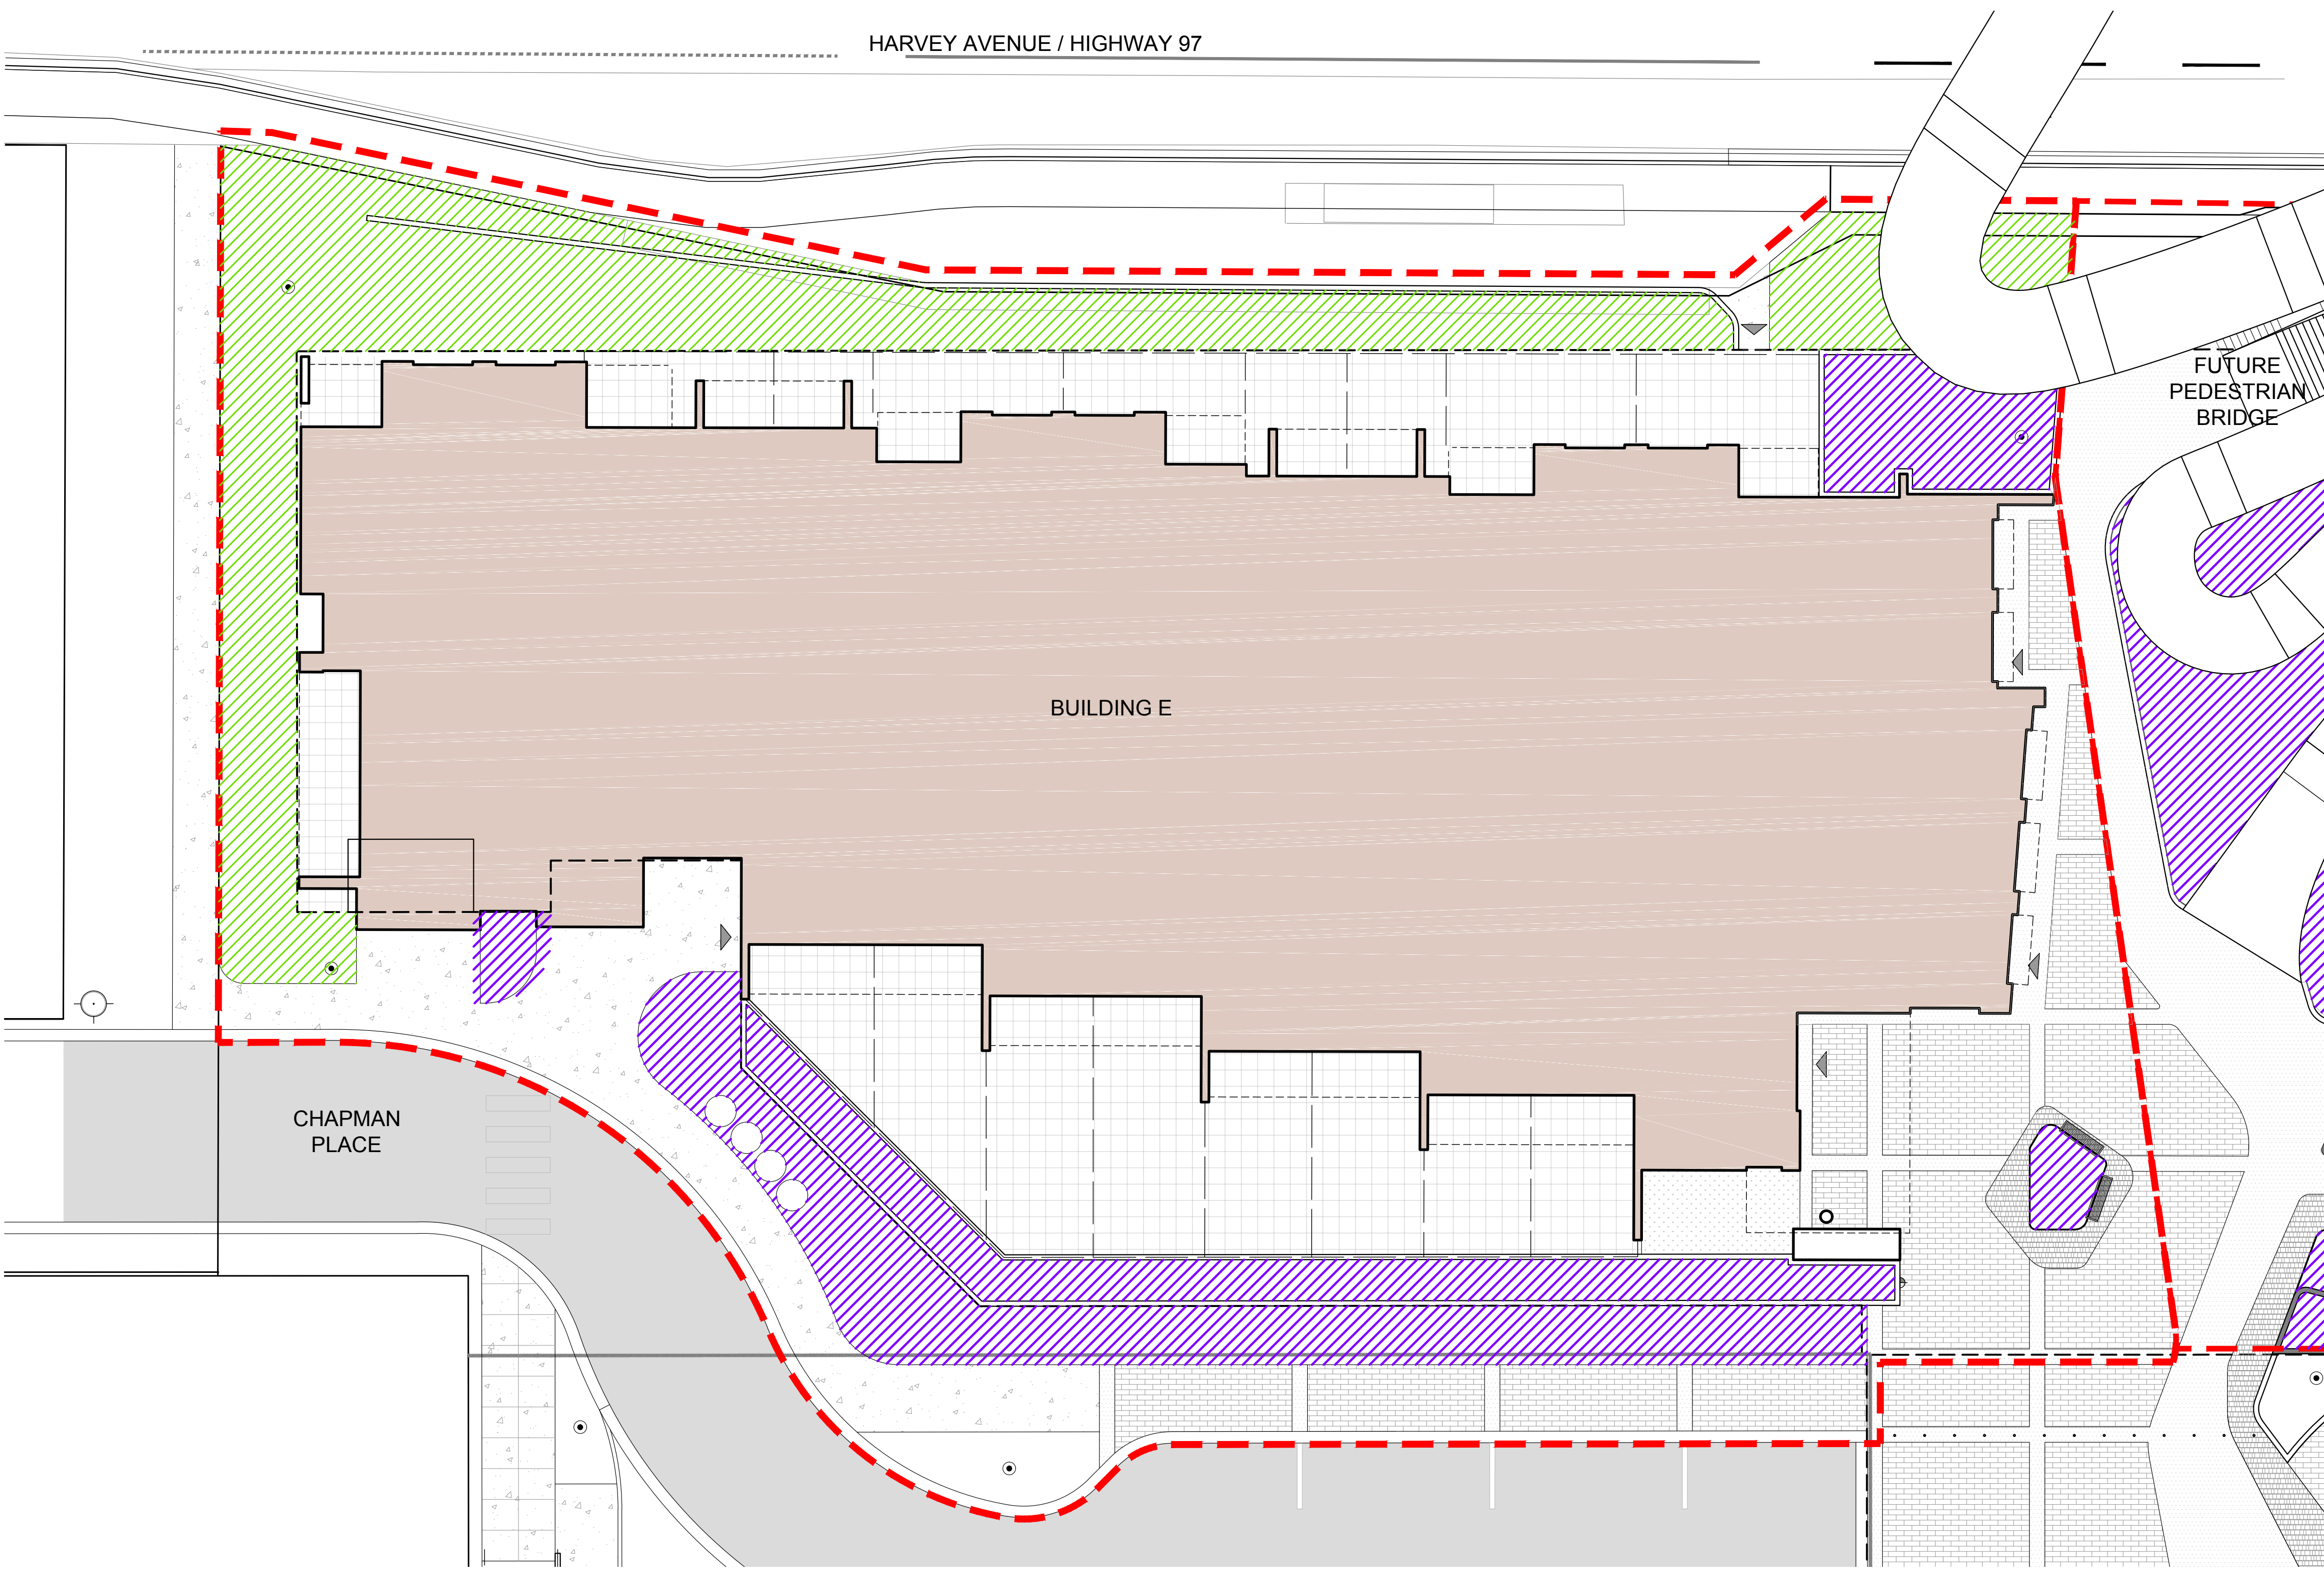 HARVEY AVENUE / HIGHWAY 97
FUTURE
PEDESTRIAN
BRIDGE
BUILDING E
CHAPMAN
PLACE